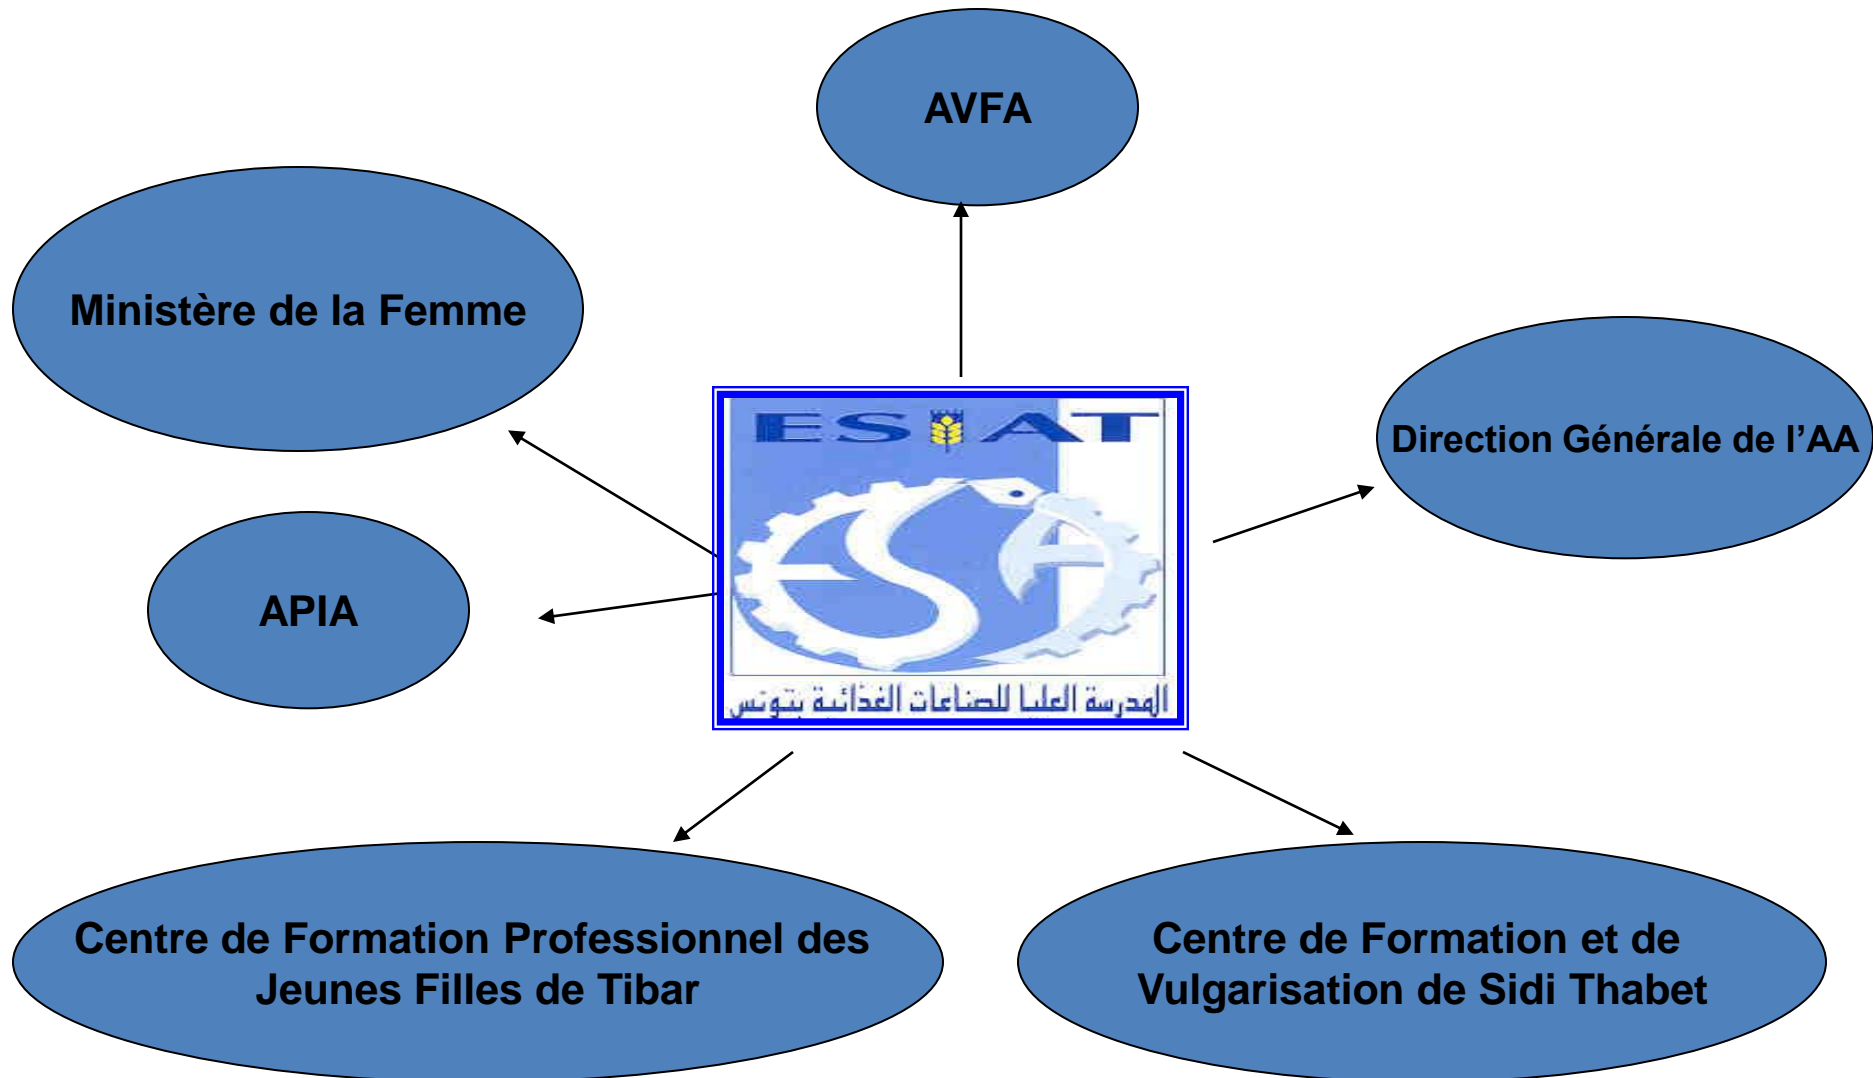 AVFA
Ministère de la Femme
Direction Générale de l’AA
ESIAT
APIA
ESA
المدرسة العليا للصناعات الغذائية بتونس
Centre de Formation Professionnel des
Jeunes Filles de Tibar
Centre de Formation et de
Vulgarisation de Sidi Thabet